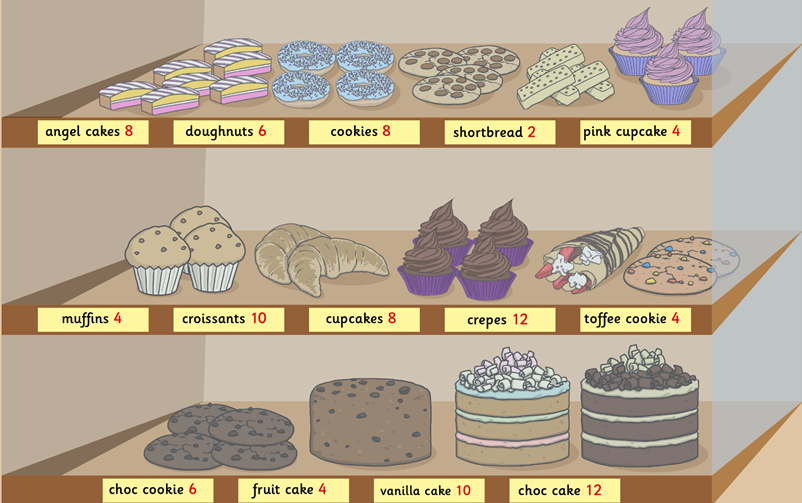 angel cakes 8
doughnuts 6
cookies 8
shortbread 2
pink cupcake 4
muffins 4
croissants 10
cupcakes 8
crepes 12
toffee cookie 4
choc cookie 6
fruit cake 4
vanilla cake 10
choc cake 12